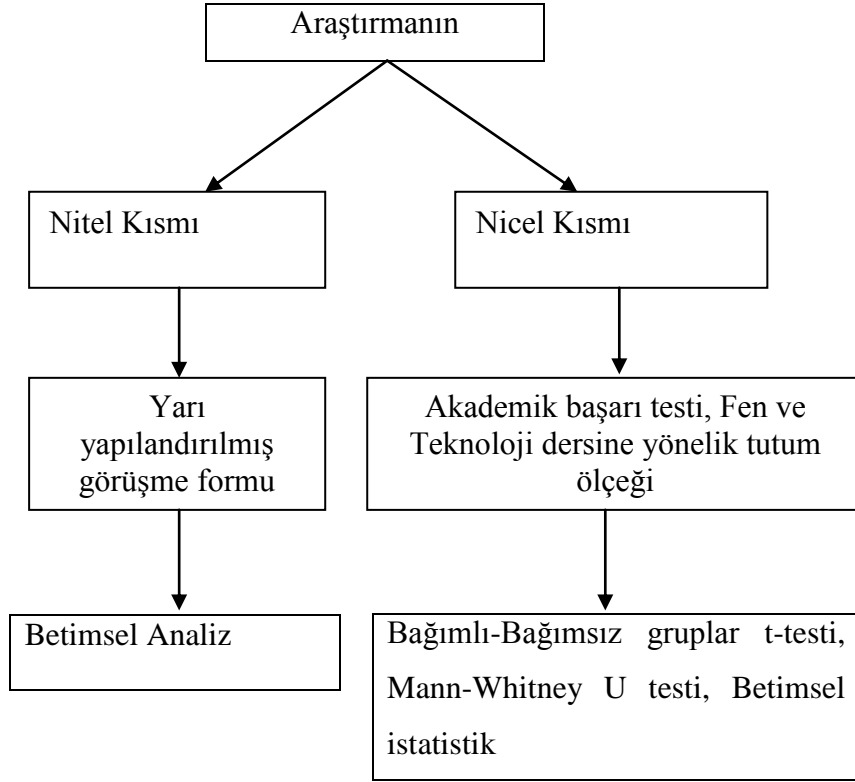 Araştırmanın
Nitel Kısmı
Nicel Kısmı
Yarı
yapılandırılmış
görüşme formu
Akademik başarı testi, Fen ve
Teknoloji dersine yönelik tutum
ölçeği
Betimsel Analiz
Bağımlı-Bağımsız gruplar t-testi,
Mann-Whitney U testi, Betimsel
istatistik